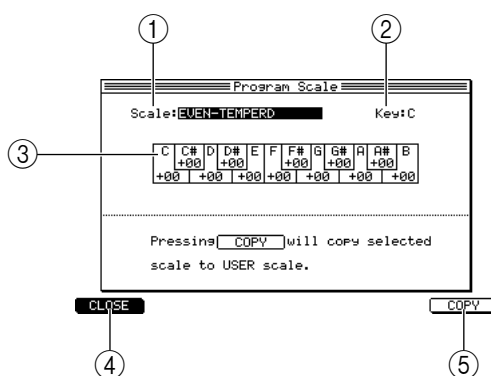 ① ②
Program Scale
Scale:EVEN-TEMPERD Key:C
③
C C# D D# E F F# G G# A A# B
+00 +00 +00 +00 +00
+00 +00 +00 +00 +00 +00 +00
Pressing COPY will copy selected
scale to USER scale.
CLOSE COPY
④ ⑤